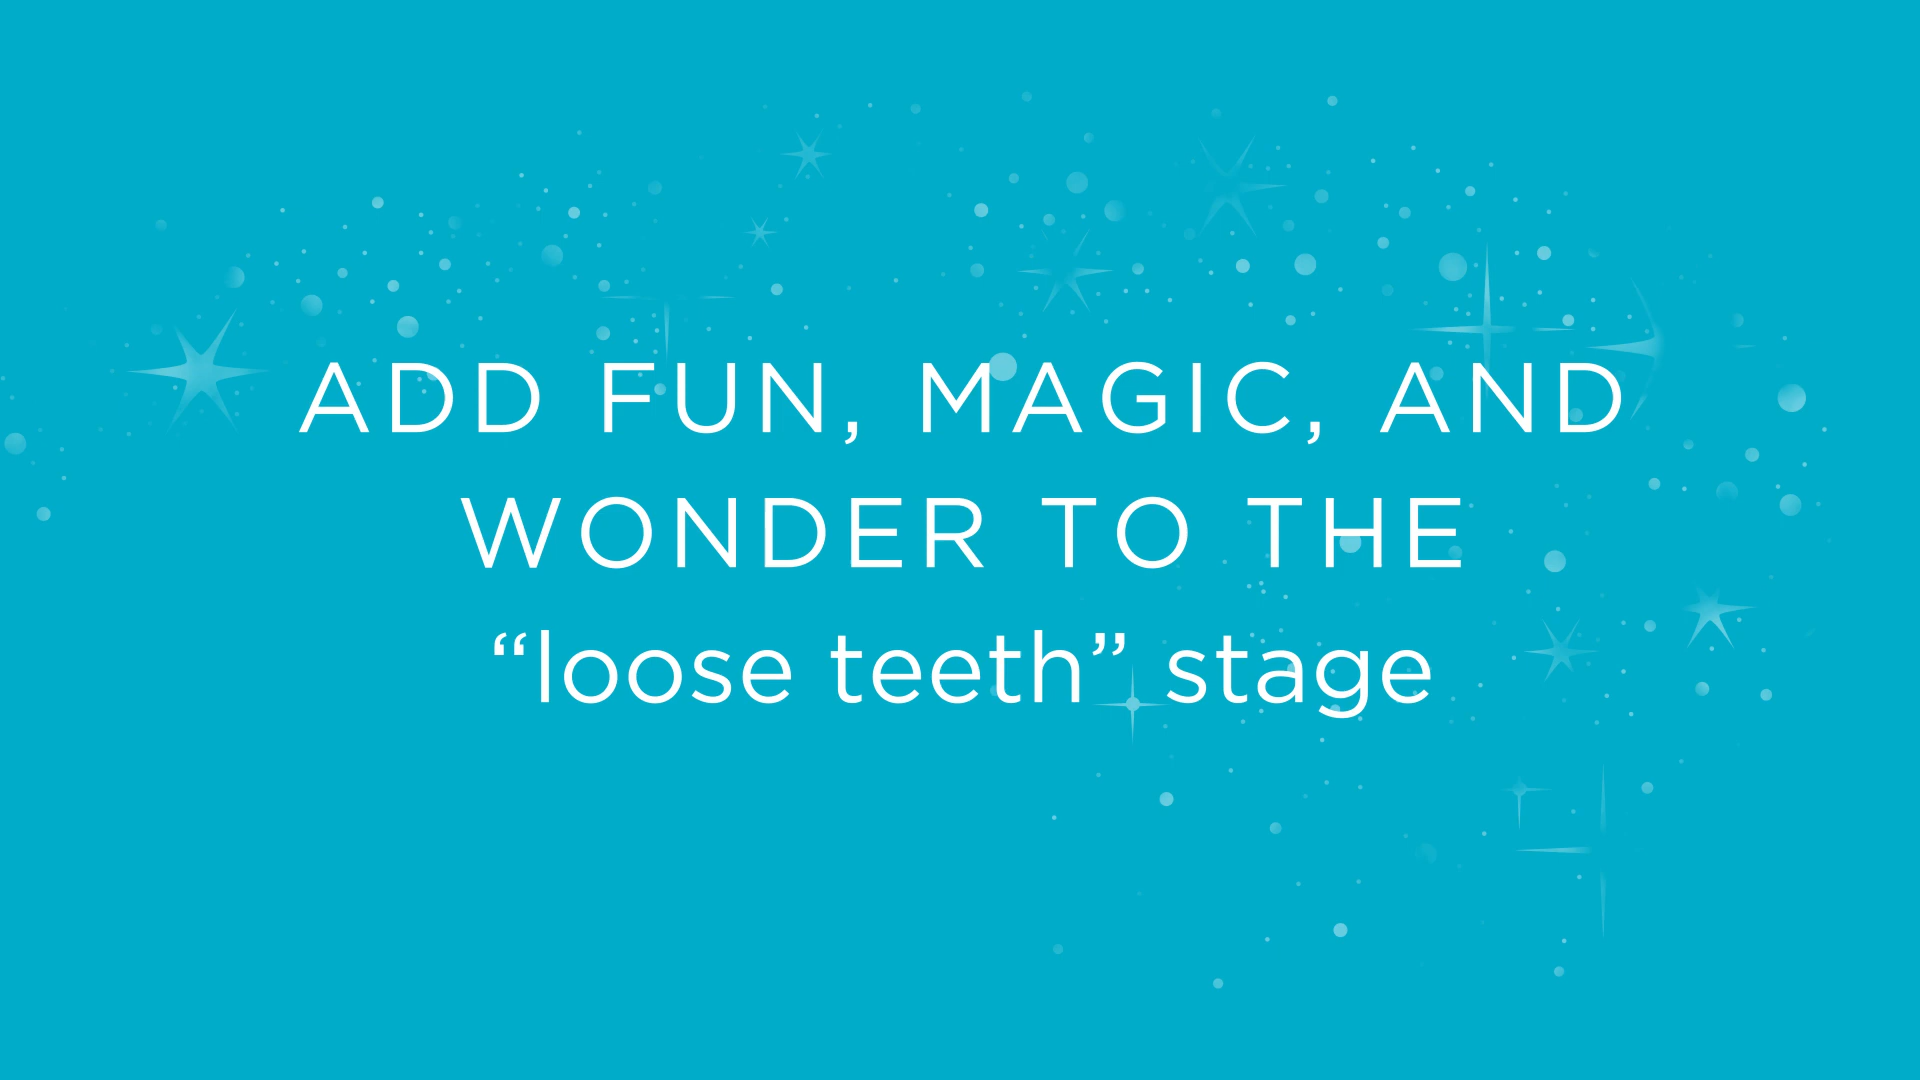 ADD FUN, MAGIC, AND
WONDER TO THE
“loose teeth” stage